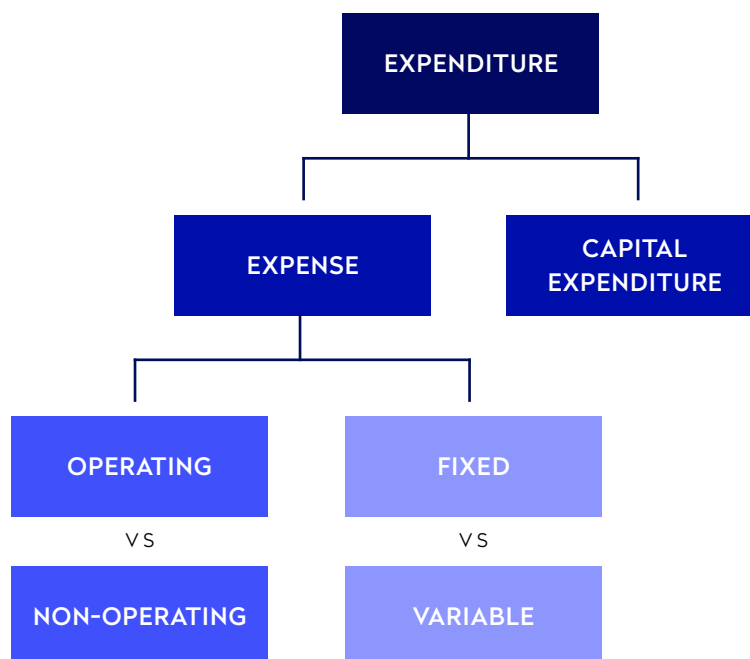 EXPENDITURE
EXPENSE
CAPITAL
EXPENDITURE
OPERATING
FIXED
VS
VS
NON-OPERATING
VARIABLE